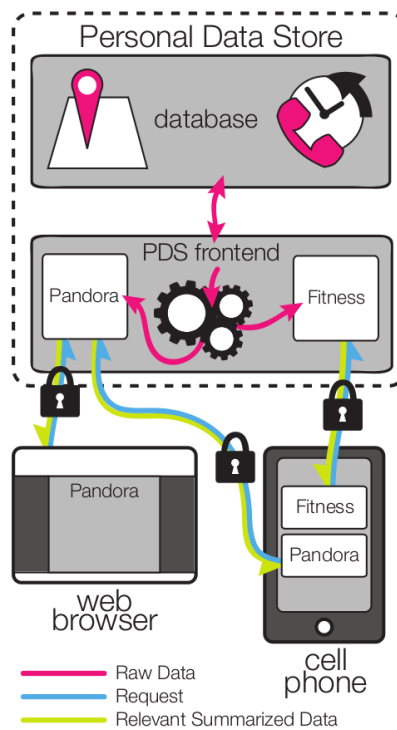 Personal Data Store
database
PDS frontend
Pandora
Fitness
Pandora
Fitness
Pandora
web
browser
cell
phone
Raw Data
Request
Relevant Summarized Data